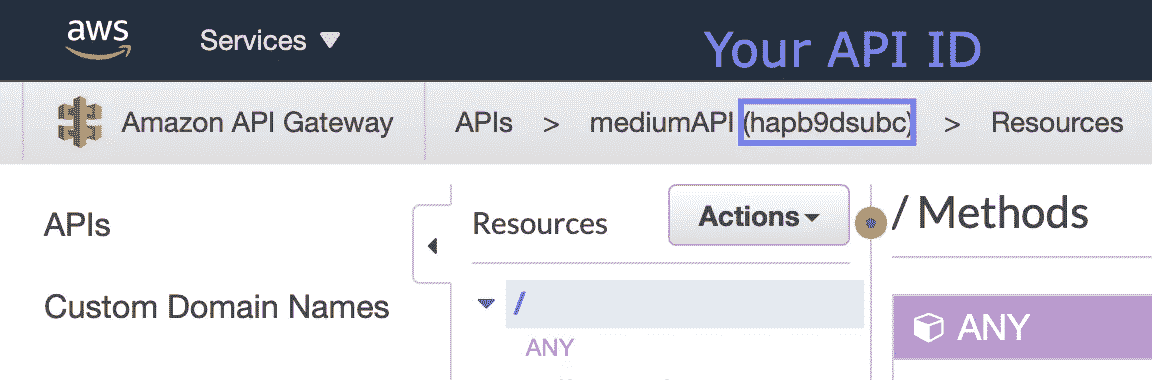 aws
Services
Your API ID
Amazon API Gateway
APIs > mediumAPI (hapb9dsubc) > Resources
APIs
Custom Domain Names
Resources
Actions
/ Methods
/
ANY
ANY